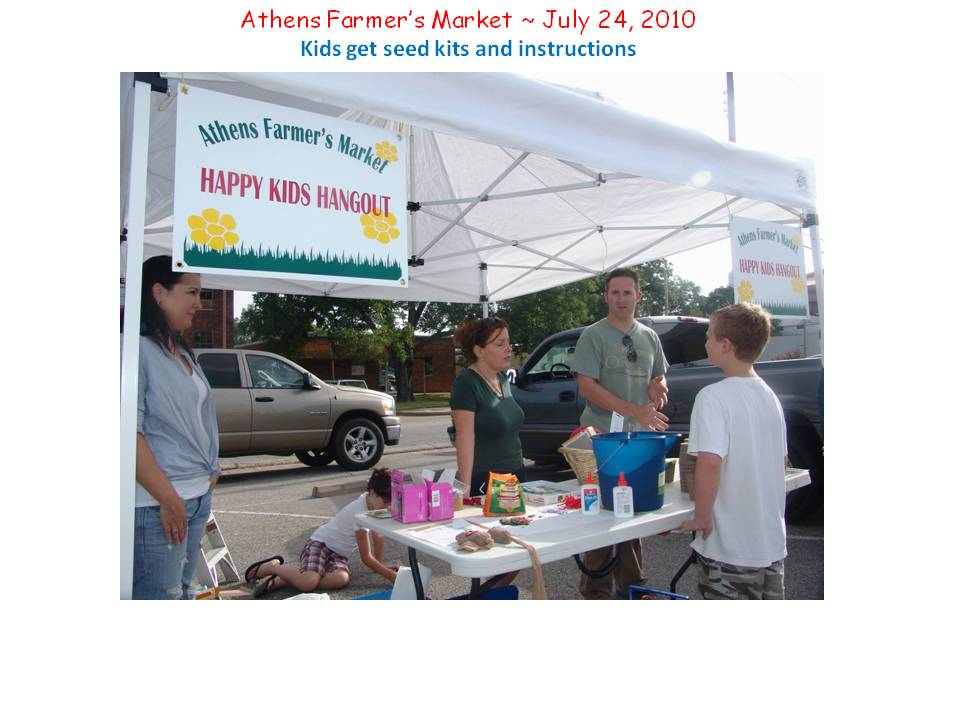 Athens Farmer's Market ~ July 24, 2010
Kids get seed kits and instructions
Athens Farmer's Market
HAPPY KIDS HANGOUT
Athens Farmer's Market
HAPPY KIDS HANGOUT